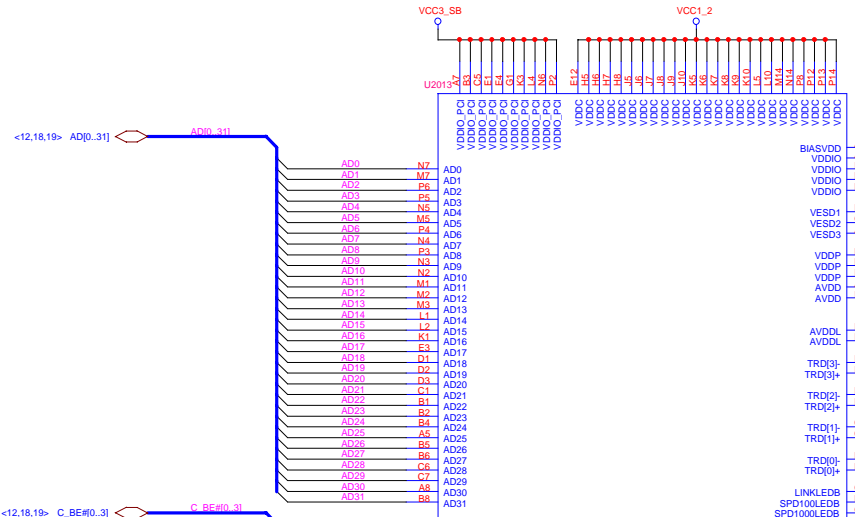 VCC3_SB
VCC1_2
U2013
A7 B3 C5 E1 E4 G1 K3 L4 N6 P2
E12 H5 H6 H7 H8 J5 J6 J7 J8 J9 J10 K5 K6 K7 K8 K9 K10 L5 L10 M14 N14 P8 P12 P13 P14
VDDIO_PCI VDDIO_PCI VDDIO_PCI VDDIO_PCI VDDIO_PCI VDDIO_PCI VDDIO_PCI VDDIO_PCI VDDIO_PCI VDDIO_PCI
VDDC VDDC VDDC VDDC VDDC VDDC VDDC VDDC VDDC VDDC VDDC VDDC VDDC VDDC VDDC VDDC VDDC VDDC VDDC VDDC VDDC VDDC VDDC VDDC VDDC
<12,18,19> AD[0..31] AD[0..31]
AD0 N7 AD0
AD1 M7 AD1
AD2 P6 AD2
AD3 P5 AD3
AD4 N5 AD4
AD5 M5 AD5
AD6 P4 AD6
AD7 N4 AD7
AD8 P3 AD8
AD9 N3 AD9
AD10 N2 AD10
AD11 M1 AD11
AD12 M2 AD12
AD13 M3 AD13
AD14 L1 AD14
AD15 L2 AD15
AD16 K1 AD16
AD17 E3 AD17
AD18 D1 AD18
AD19 D2 AD19
AD20 D3 AD20
AD21 C1 AD21
AD22 B1 AD22
AD23 B2 AD23
AD24 B4 AD24
AD25 A5 AD25
AD26 B5 AD26
AD27 B6 AD27
AD28 C6 AD28
AD29 C7 AD29
AD30 A8 AD30
AD31 B8 AD31
BIASVDD
VDDIO
VDDIO
VDDIO
VDDIO
VESD1
VESD2
VESD3
VDDP
VDDP
VDDP
AVDD
AVDD
AVDDL
AVDDL
TRD[3]-
TRD[3]+
TRD[2]-
TRD[2]+
TRD[1]-
TRD[1]+
TRD[0]-
TRD[0]+
LINKLEDB
SPD100LEDB
SPD1000LEDB
<12,18,19> C_BE#[0..3] C_BE#[0..3]